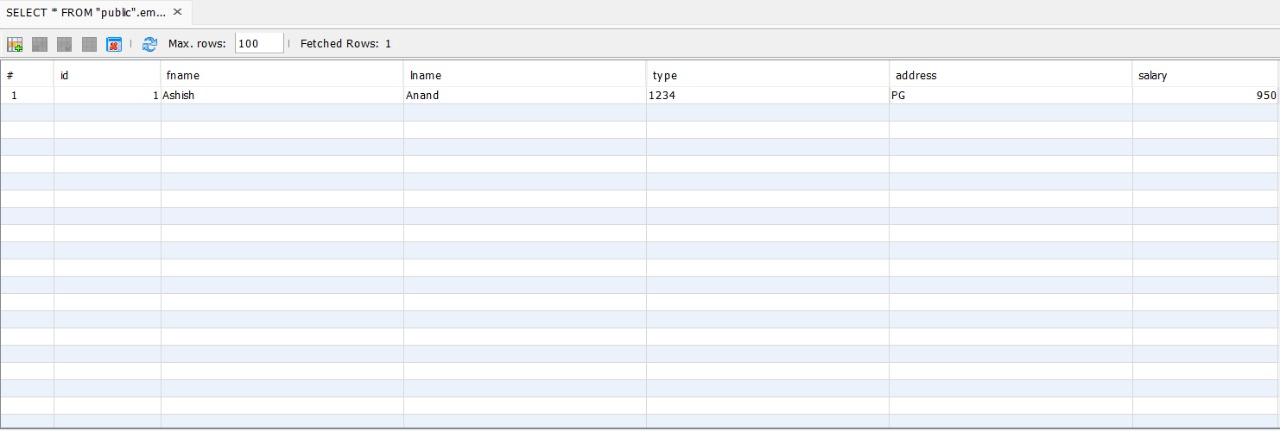 SELECT * FROM "public".em... ×
Max. rows: 100 Fetched Rows: 1
# id fname lname type address salary
1 1 Ashish Anand 1234 PG 950